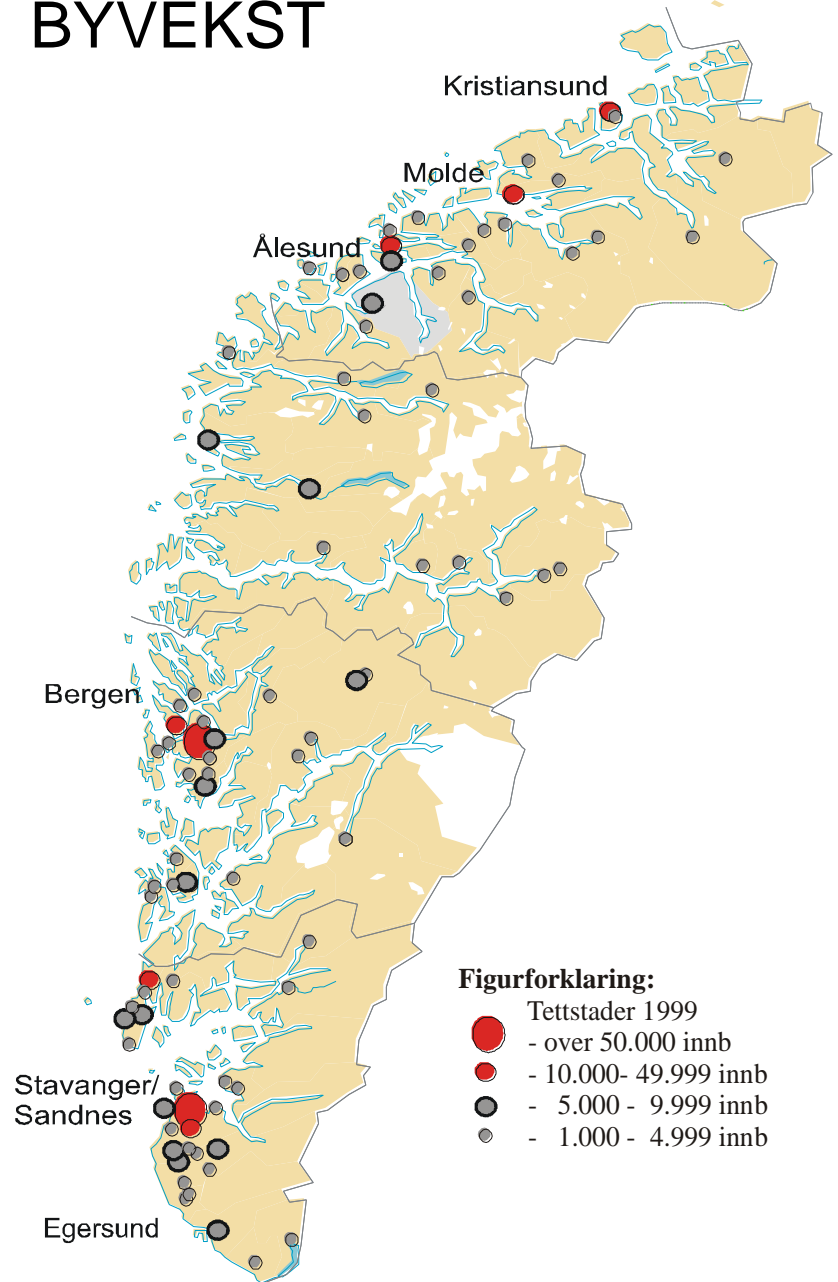 BYVEKST
Kristiansund
Molde
Ålesund
Bergen
Figurforklaring:
Tettstader 1999
- over 50.000 innb
- 10.000- 49.999 innb
- 5.000 - 9.999 innb
- 1.000 - 4.999 innb
Stavanger/
Sandnes
Egersund